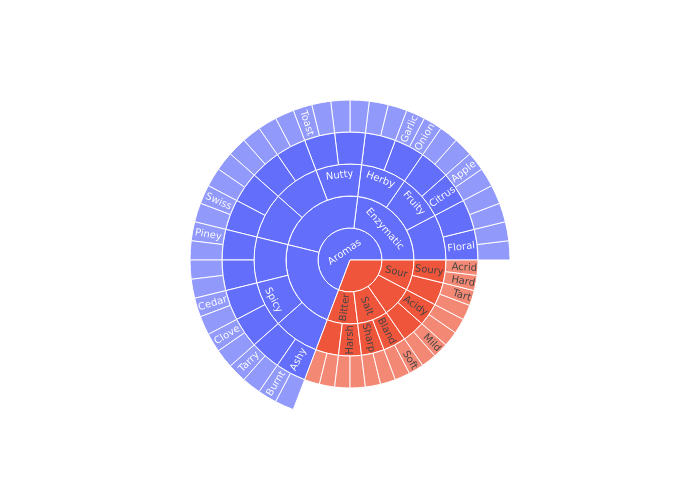 Aromas
Enzymatic
Nutty
Herby
Fruity
Citrus
Floral
Spicy
Ashy
Toast
Garlic
Onion
Apple
Swiss
Piney
Cedar
Clove
Tarry
Burnt
Sour
Salt
Bitter
Soury
Acidy
Bland
Sharp
Harsh
Acrid
Hard
Tart
Mild
Soft